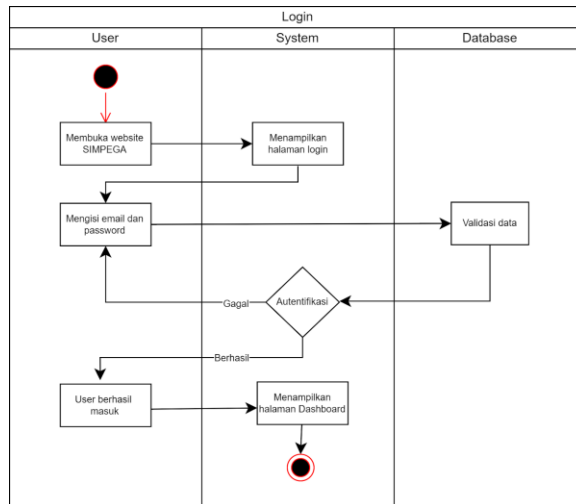 Login
User
System
Database
Membuka website
SIMPEGA
Menampilkan
halaman login
Mengisi email dan
password
Validasi data
Autentifikasi
Gagal
Berhasil
User berhasil
masuk
Menampilkan
halaman Dashboard